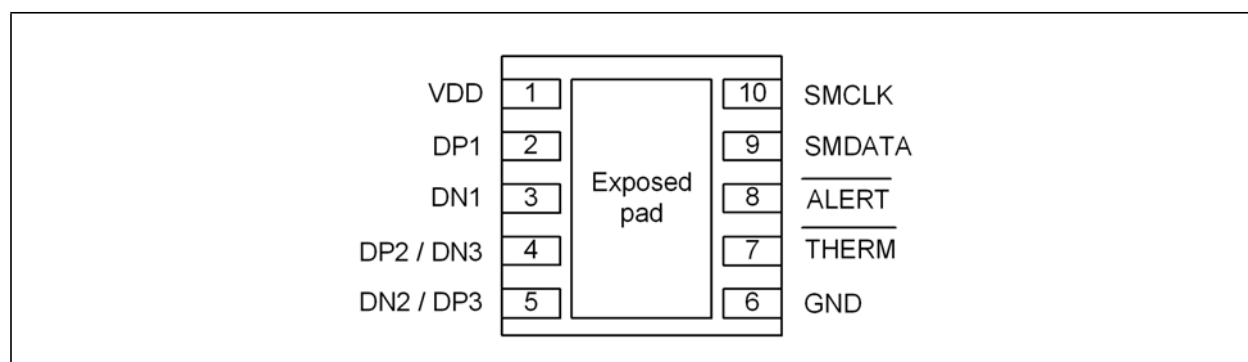 VDD 1 10 SMCLK
DP1 2 9 SMDATA
DN1 3 Exposed pad 8 ALERT
DP2 / DN3 4 7 THERM
DN2 / DP3 5 6 GND